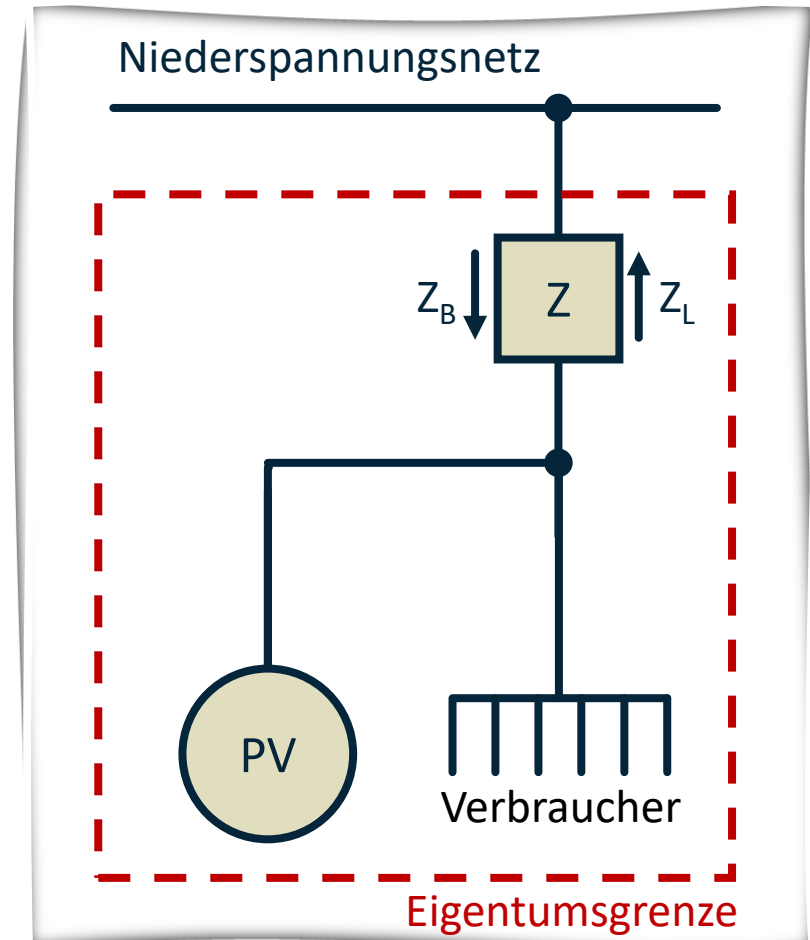 Niederspannungsnetz
Z_B Z Z_L
PV
Verbraucher
Eigentumsgrenze